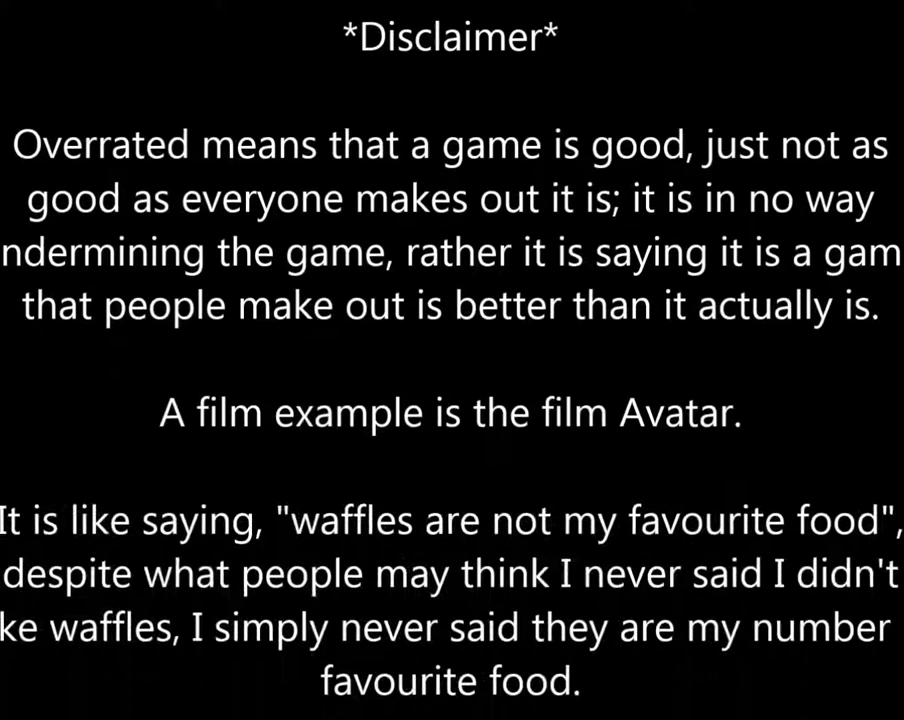 *Disclaimer*
Overrated means that a game is good, just not as
good as everyone makes out it is; it is in no way
ndermining the game, rather it is saying it is a gam
that people make out is better than it actually is.
A film example is the film Avatar.
It is like saying, "waffles are not my favourite food",
despite what people may think I never said I didn't
ke waffles, I simply never said they are my number
favourite food.